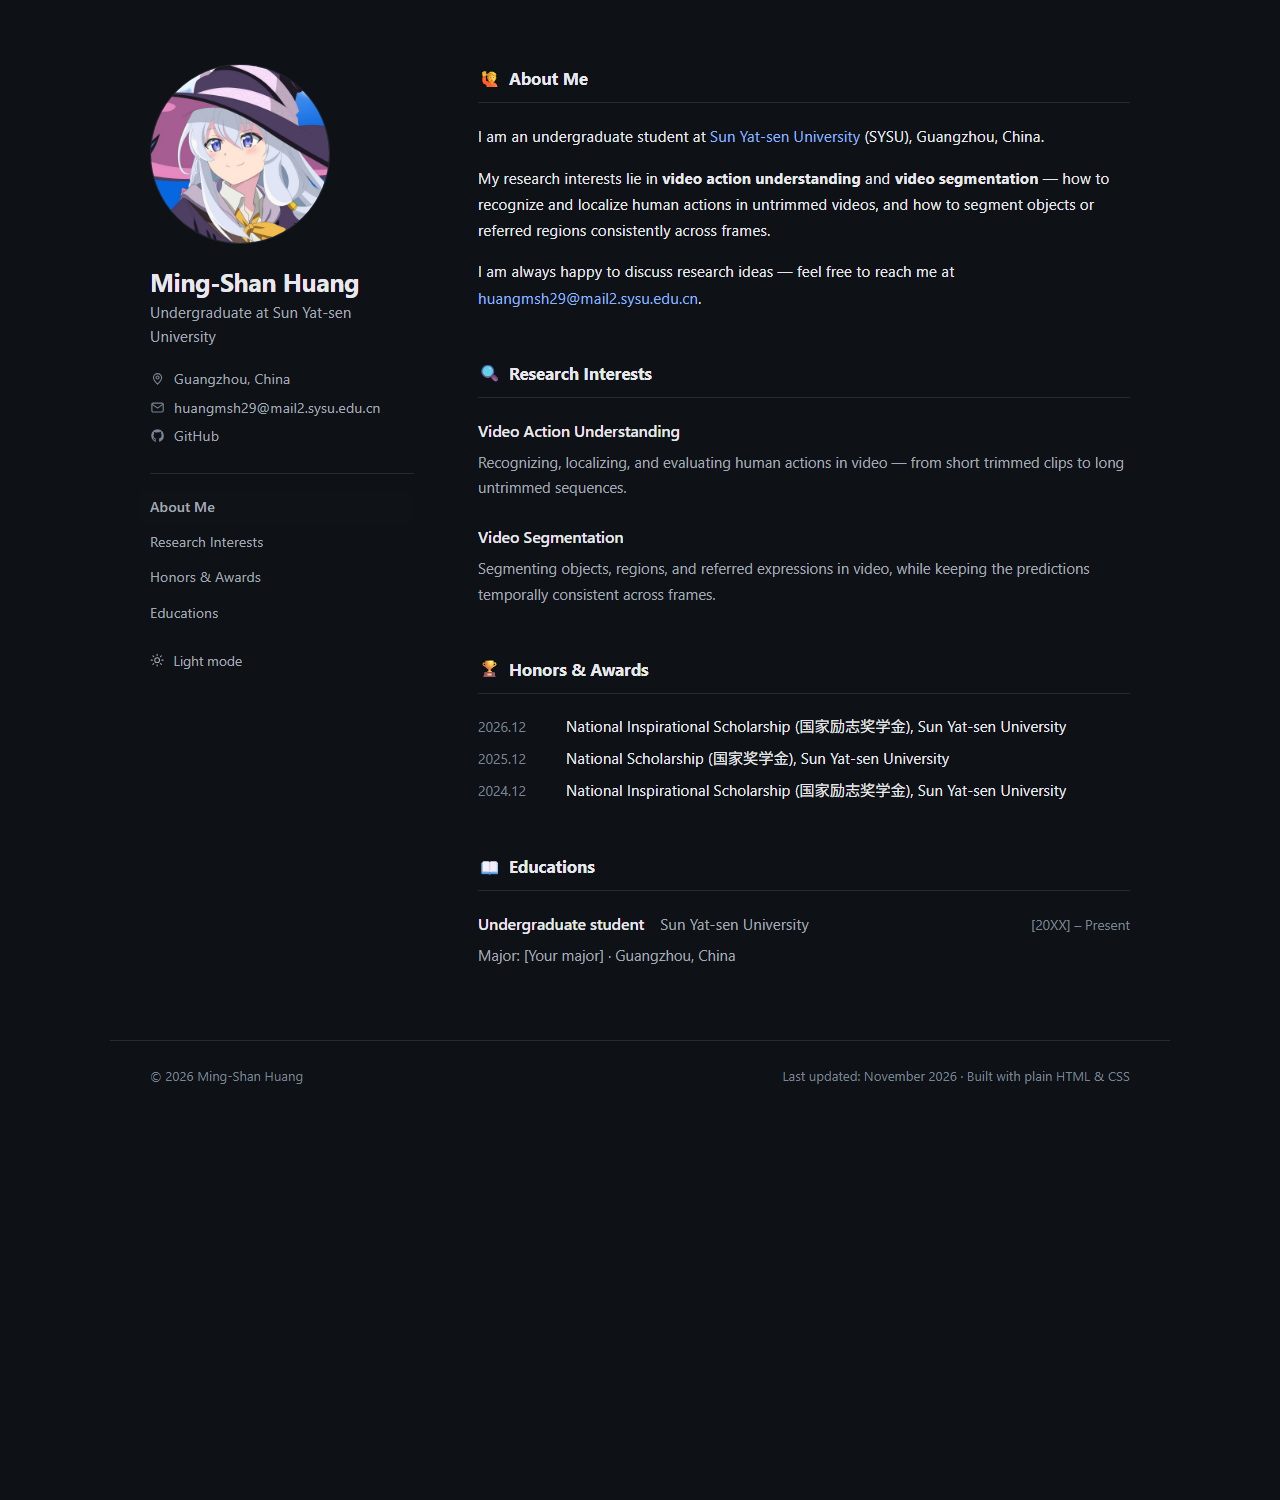 Ming-Shan Huang
Undergraduate at Sun Yat-sen
University
Guangzhou, China
huangmsh29@mail2.sysu.edu.cn
GitHub
About Me
Research Interests
Honors & Awards
Educations
Light mode
🙋 About Me
I am an undergraduate student at Sun Yat-sen University (SYSU), Guangzhou, China.
My research interests lie in video action understanding and video segmentation — how to
recognize and localize human actions in untrimmed videos, and how to segment objects or
referred regions consistently across frames.
I am always happy to discuss research ideas — feel free to reach me at
huangmsh29@mail2.sysu.edu.cn.
🔍 Research Interests
Video Action Understanding
Recognizing, localizing, and evaluating human actions in video — from short trimmed clips to long
untrimmed sequences.
Video Segmentation
Segmenting objects, regions, and referred expressions in video, while keeping the predictions
temporally consistent across frames.
🏆 Honors & Awards
2026.12 National Inspirational Scholarship (国家励志奖学金), Sun Yat-sen University
2025.12 National Scholarship (国家奖学金), Sun Yat-sen University
2024.12 National Inspirational Scholarship (国家励志奖学金), Sun Yat-sen University
📖 Educations
Undergraduate student Sun Yat-sen University [20XX] – Present
Major: [Your major] · Guangzhou, China
© 2026 Ming-Shan Huang Last updated: November 2026 · Built with plain HTML & CSS